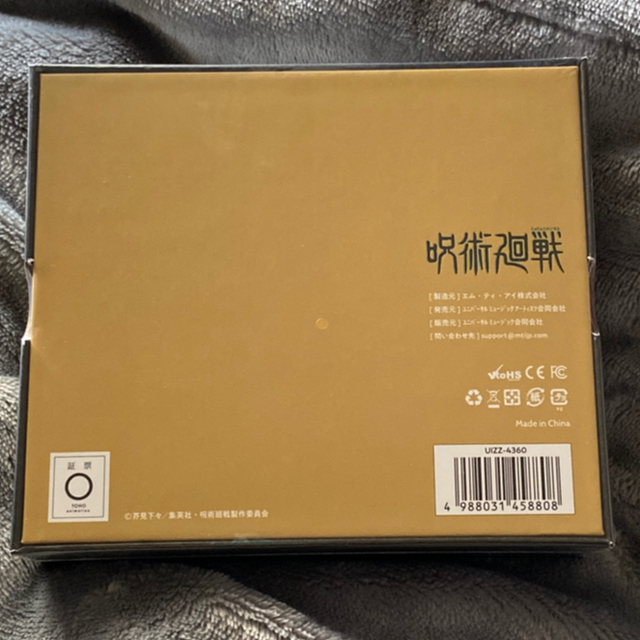 呪術廻戦
[ 製造元 ] エム・ティ・アイ株式会社
[ 発売元 ] ユニバーサル ミュージックアーティスツ合同会社
[ 販売元 ] ユニバーサル ミュージック合同会社
[ 問い合わせ先 ] support@mtijp.com
RoHS CE FC
紙
Made in China
UIZZ-4360
4 988031 458808
証 票
TOHO
©芥見下々／集英社・呪術廻戦製作委員会